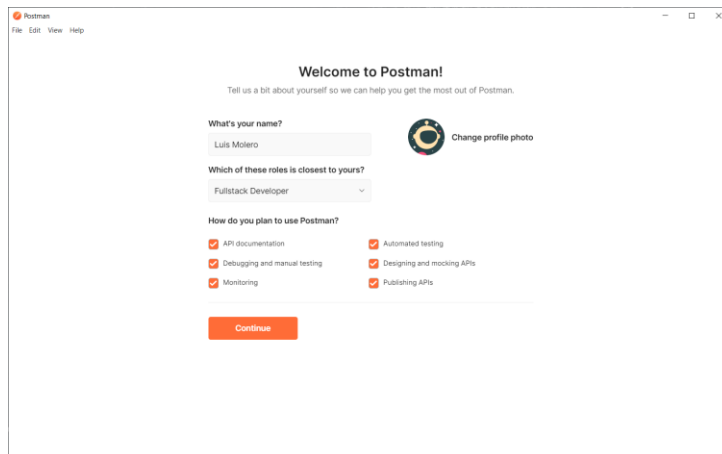 Postman
File Edit View Help
Welcome to Postman!
Tell us a bit about yourself so we can help you get the most out of Postman.
What's your name?
Luis Molero
Change profile photo
Which of these roles is closest to yours?
Fullstack Developer
How do you plan to use Postman?
API documentation
Automated testing
Debugging and manual testing
Designing and mocking APIs
Monitoring
Publishing APIs
Continue